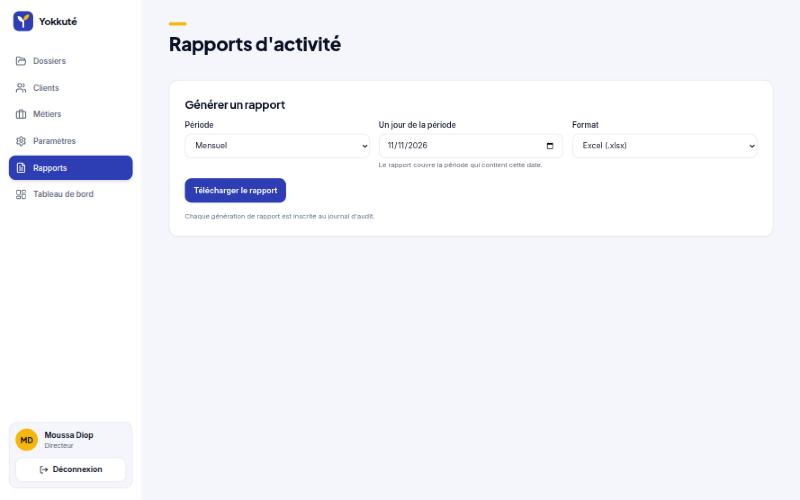 Yokkuté
Dossiers
Clients
Métiers
Paramètres
Rapports
Tableau de bord
MD
Moussa Diop
Directeur
Déconnexion
Rapports d'activité
Générer un rapport
Période
Un jour de la période
Format
Mensuel
11/11/2026
Excel (.xlsx)
Le rapport couvre la période qui contient cette date.
Télécharger le rapport
Chaque génération de rapport est inscrite au journal d'audit.